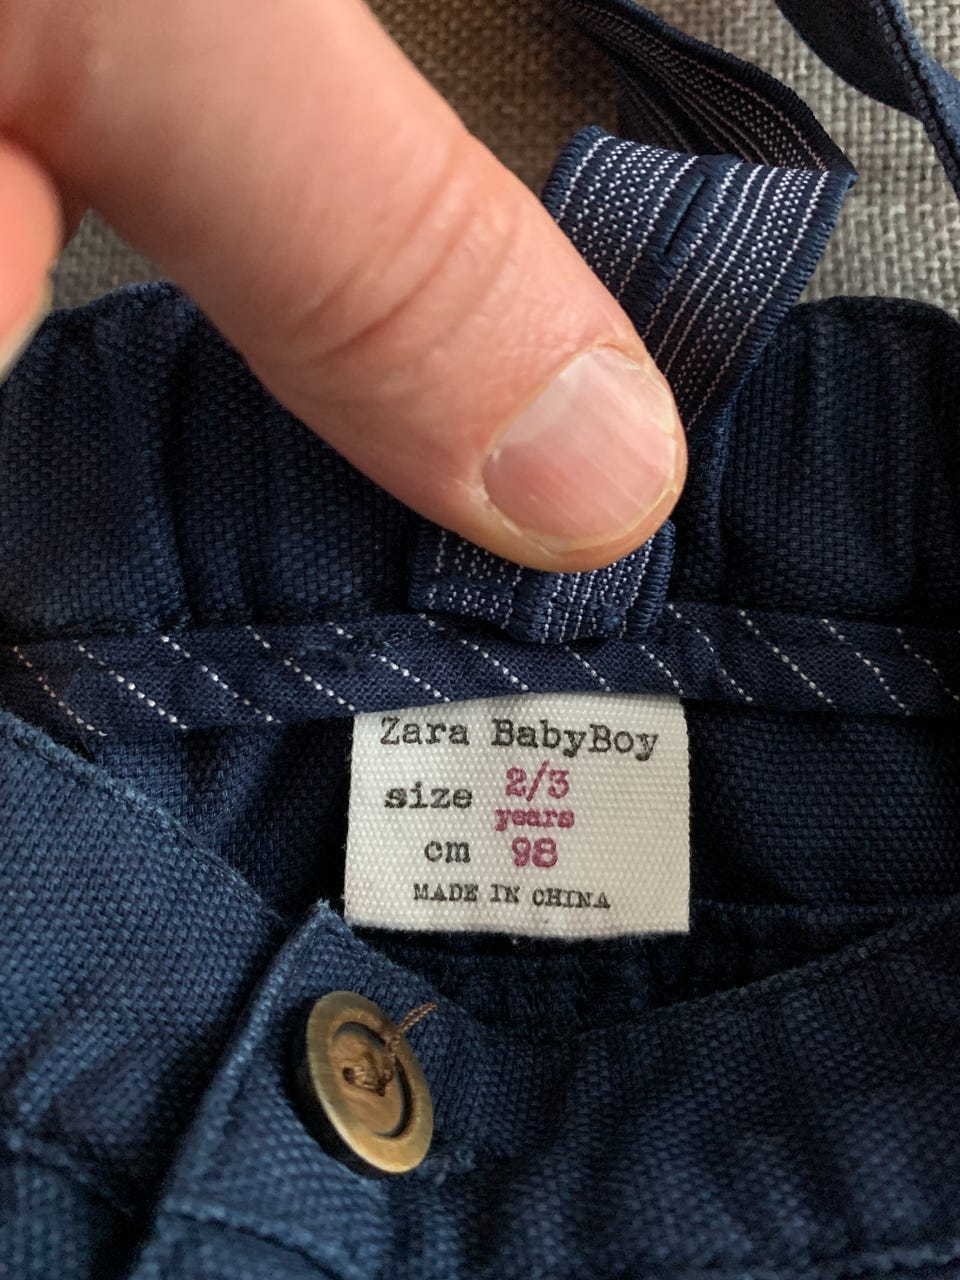 Zara BabyBoy
size 2/3
years
cm 98
MADE IN CHINA